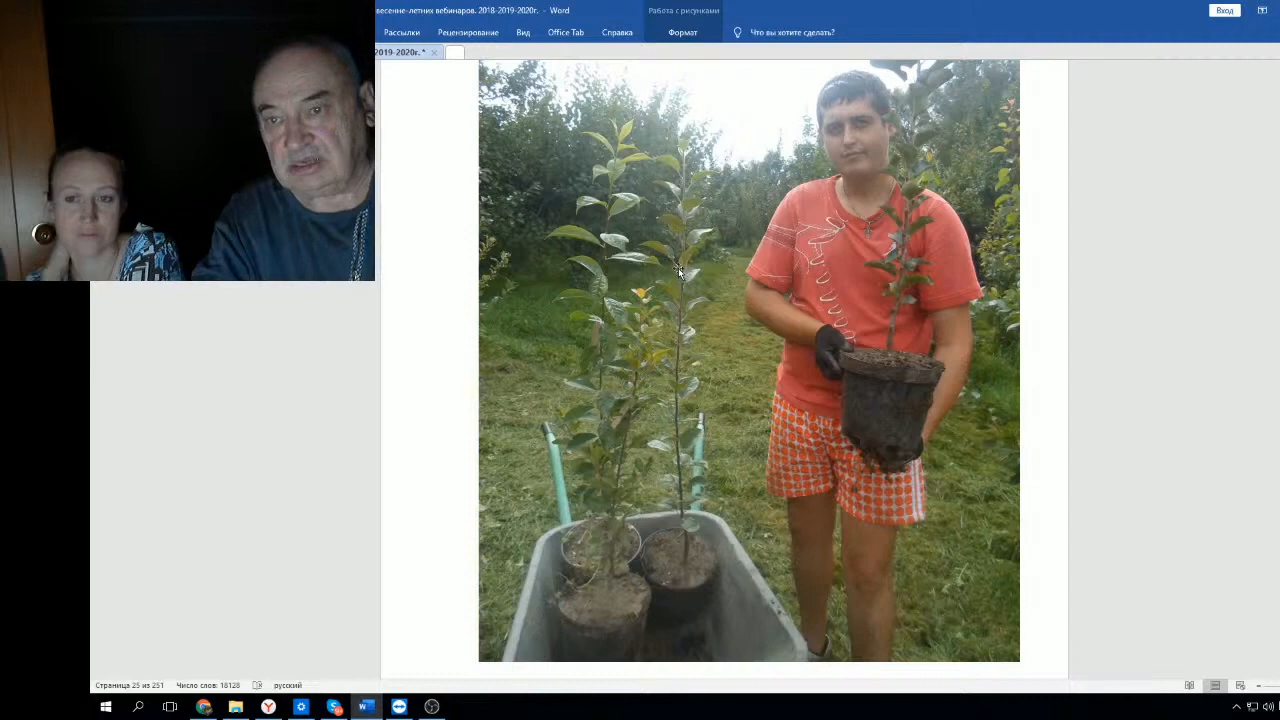 весенне-летних вебинаров. 2018-2019-2020г. - Word
Работа с рисунками
Вход
Рассылки Рецензирование Вид Office Tab Справка Формат Что вы хотите сделать?
2019-2020г. *
Страница 25 из 251 Число слов: 18128 русский